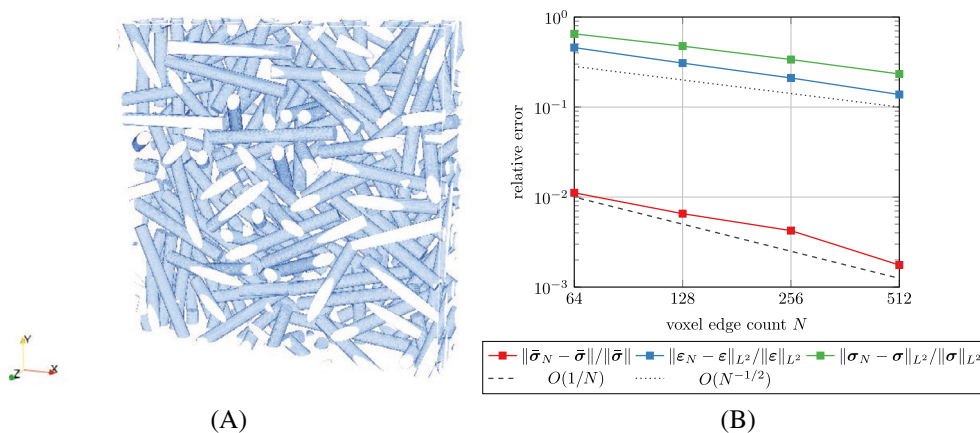 Y
Z
X
(A)
10^0
10^-1
10^-2
10^-3
relative error
64 128 256 512
voxel edge count N
‖σ̄_N − σ̄‖/‖σ̄‖ ‖ε_N − ε‖_{L²}/‖ε‖_{L²} ‖σ_N − σ‖_{L²}/‖σ‖_{L²}
O(1/N) O(N^{-1/2})
(B)